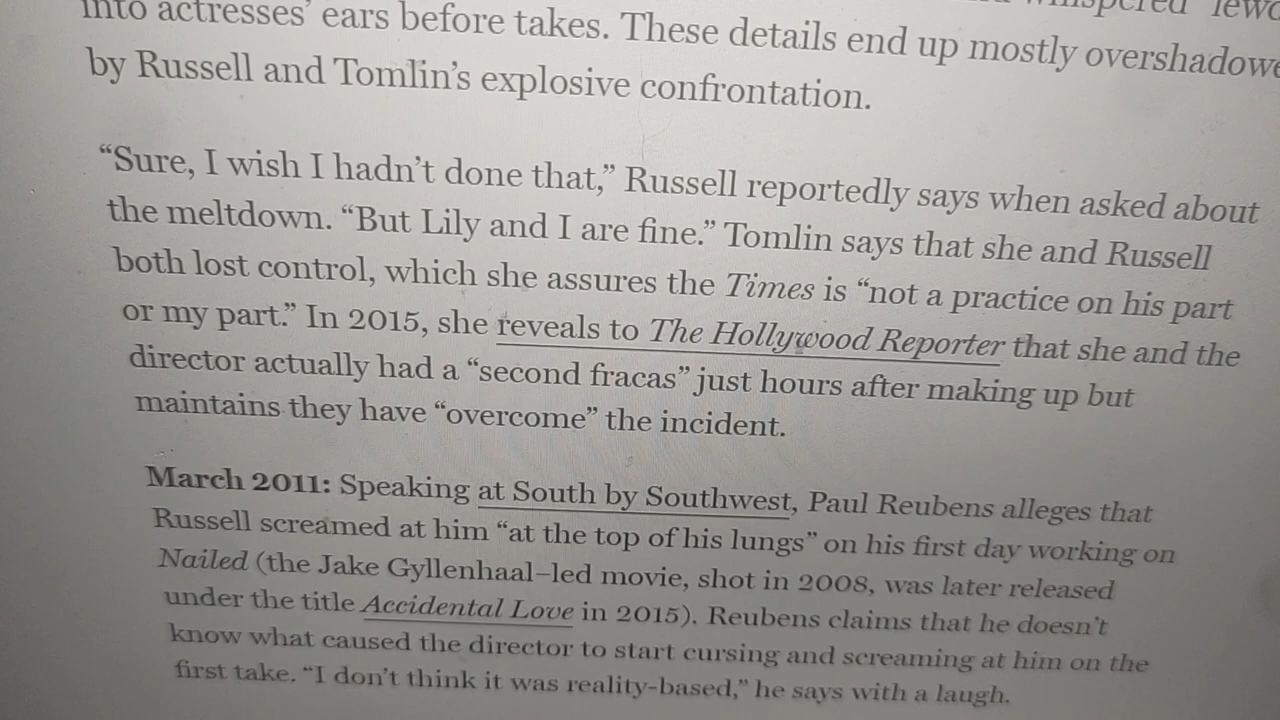 into actresses’ ears before takes. These details end up mostly
by Russell and Tomlin’s explosive confrontation.
“Sure, I wish I hadn’t done that,” Russell reportedly says when asked about
the meltdown. “But Lily and I are fine.” Tomlin says that she and Russell
both lost control, which she assures the Times is “not a practice on his part
or my part.” In 2015, she reveals to The Hollywood Reporter that she and the
director actually had a “second fracas” just hours after making up but
maintains they have “overcome” the incident.
March 2011: Speaking at South by Southwest, Paul Reubens alleges that
Russell screamed at him “at the top of his lungs” on his first day working on
Nailed (the Jake Gyllenhaal–led movie, shot in 2008, was later released
under the title Accidental Love in 2015). Reubens claims that he doesn’t
know what caused the director to start cursing and screaming at him on the
first take. “I don’t think it was reality-based,” he says with a laugh.